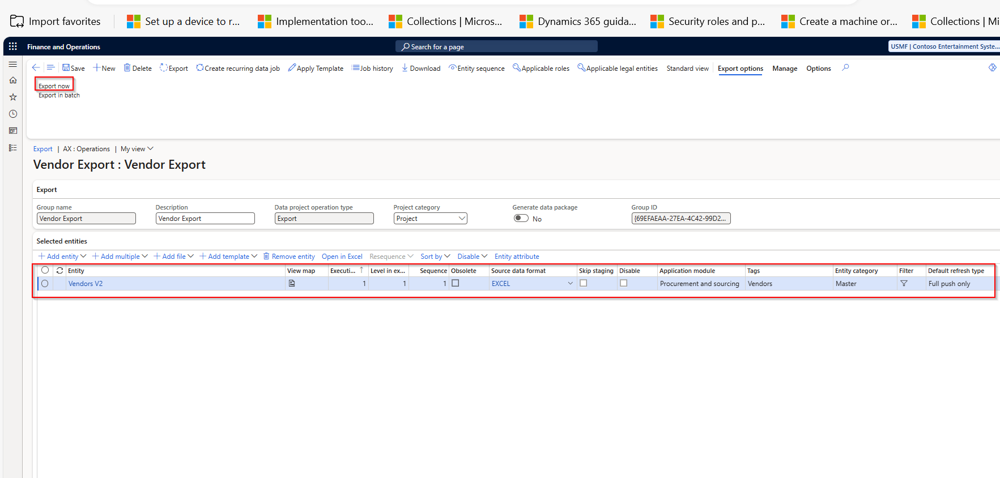 Import favorites Set up a device to r... Implementation too... Collections | Micros... Dynamics 365 guida... Security roles and p... Create a machine or... Collections | Mi
Finance and Operations Search for a page USMF | Contoso Entertainment Syste...
Save New Delete Export Create recurring data job Apply Template Job history Download Entity sequence Applicable roles Applicable legal entities Standard view Export options Manage Options
Export now
Export in batch
Export | AX : Operations | My view
Vendor Export : Vendor Export
Export
Group name Description Data project operation type Project category Generate data package Group ID
Vendor Export Vendor Export Export Project No {69EFAEAA-27EA-4C42-99D2...
Selected entities
Add entity Add multiple Add file Add template Remove entity Open in Excel Resequence Sort by Disable Entity attribute
Entity View map Executi... Level in ex... Sequence Obsolete Source data format Skip staging Disable Application module Tags Entity category Filter Default refresh type
Vendors V2 1 1 1 EXCEL Procurement and sourcing Vendors Master Full push only